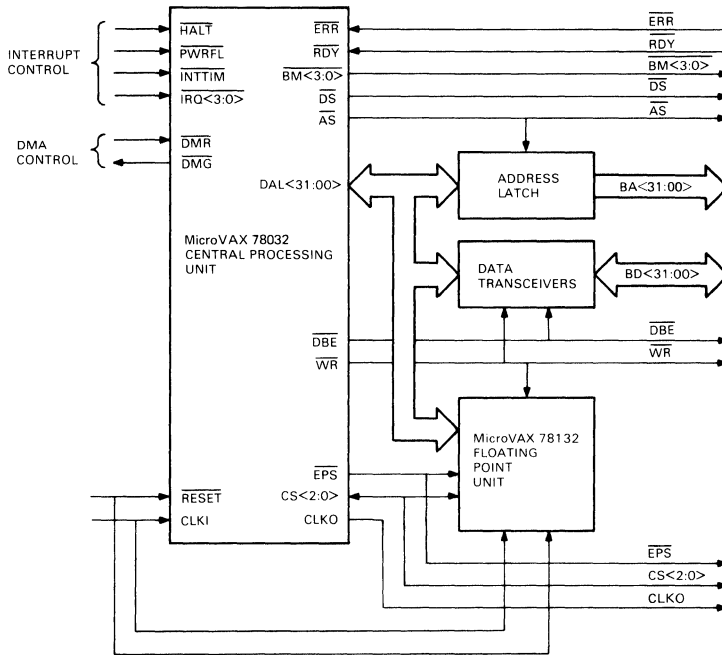 HALT
PWRFL
INTTIM
IRQ<3:0>
INTERRUPT
CONTROL
DMR
DMG
DMA
CONTROL
ERR
RDY
BM<3:0>
DS
AS
DAL<31:00>
MicroVAX 78032
CENTRAL PROCESSING
UNIT
DBE
WR
EPS
CS<2:0>
CLKO
RESET
CLKI
ADDRESS
LATCH
DATA
TRANSCEIVERS
MicroVAX 78132
FLOATING
POINT
UNIT
ERR
RDY
BM<3:0>
DS
AS
BA<31:00>
BD<31:00>
DBE
WR
EPS
CS<2:0>
CLKO